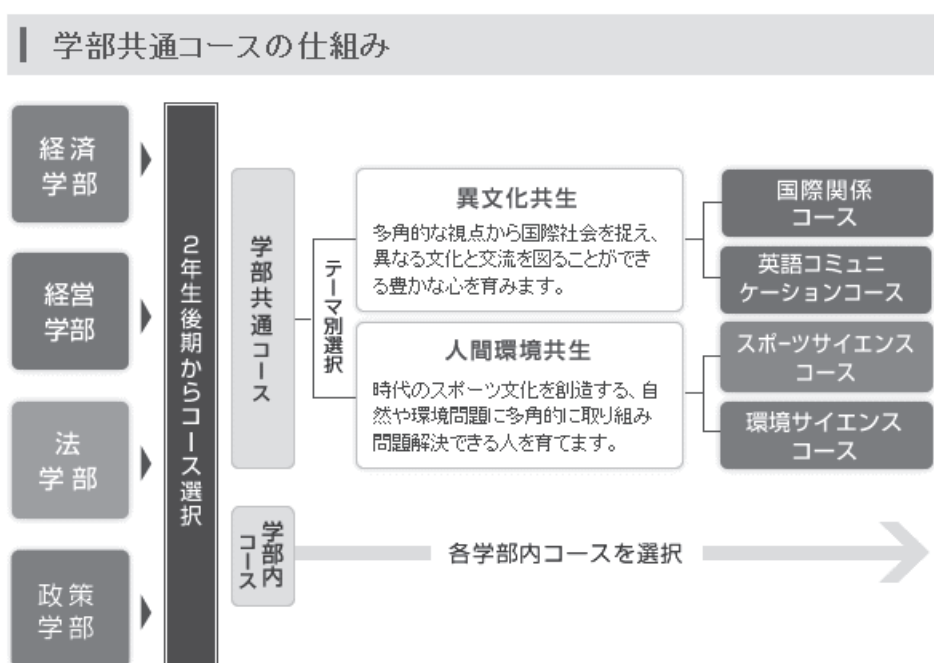 学部共通コースの仕組み
経済
学部
経営
学部
法
学部
政策
学部
2年生後期からコース選択
学部共通コース
テーマ別選択
異文化共生
多角的な視点から国際社会を捉え、
異なる文化と交流を図ることができ
る豊かな心を育みます。
国際関係
コース
英語コミュニ
ケーションコース
人間環境共生
時代のスポーツ文化を創造する、自
然や環境問題に多角的に取り組み
問題解決できる人を育てます。
スポーツサイエンス
コース
環境サイエンス
コース
学部内
コース
各学部内コースを選択